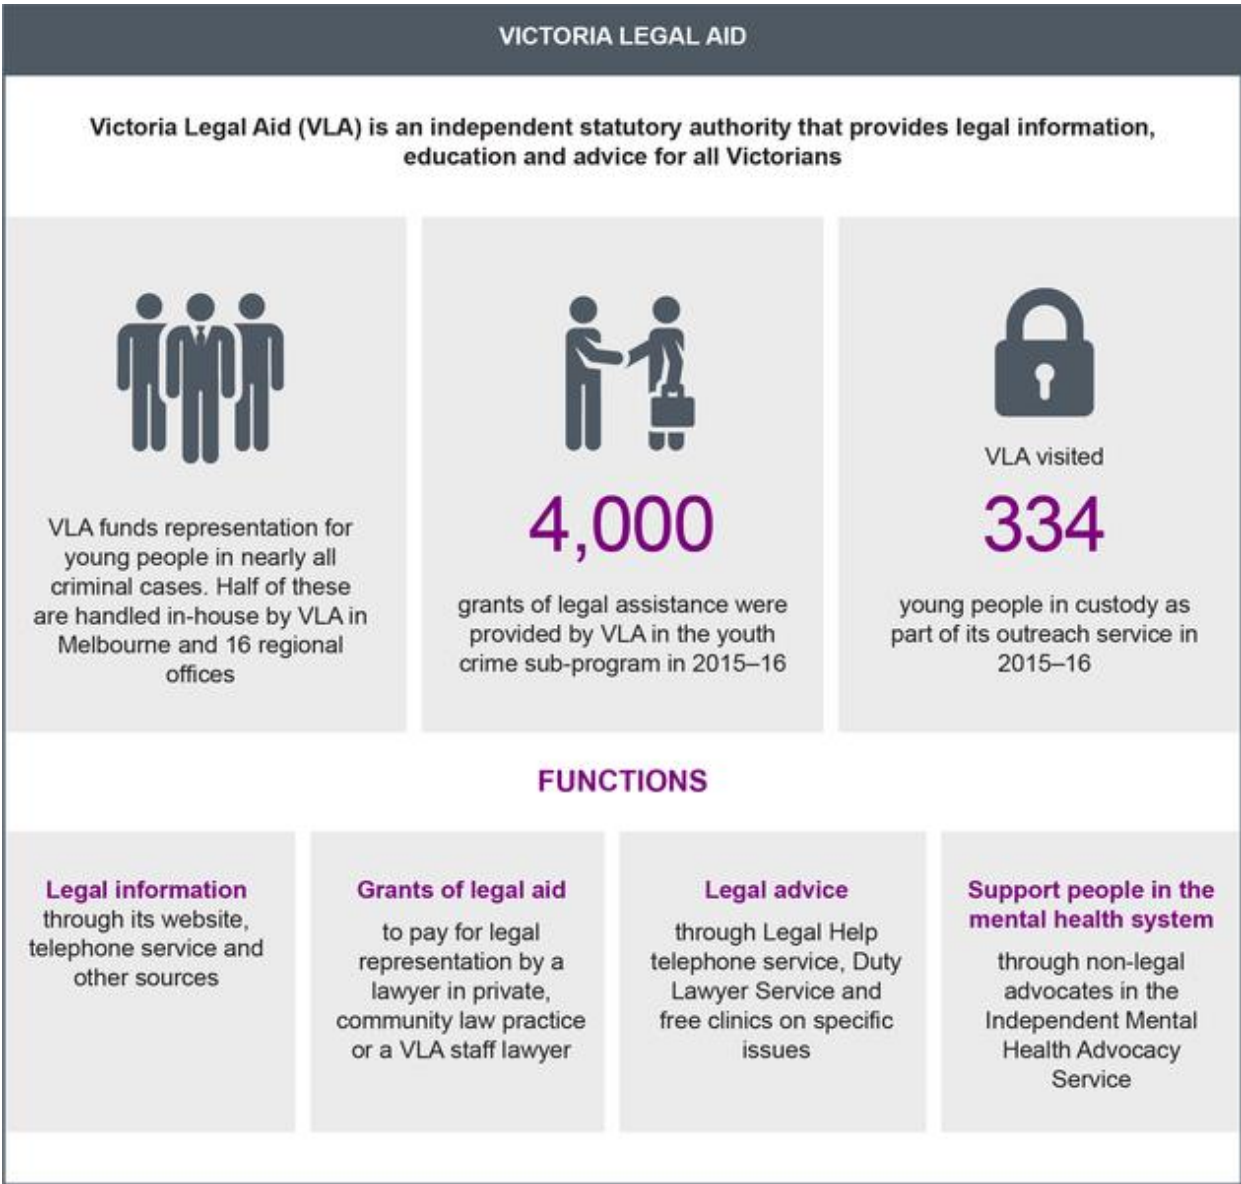 VICTORIA LEGAL AID
Victoria Legal Aid (VLA) is an independent statutory authority that provides legal information,
education and advice for all Victorians
VLA funds representation for
young people in nearly all
criminal cases. Half of these
are handled in-house by VLA in
Melbourne and 16 regional
offices
4,000
grants of legal assistance were
provided by VLA in the youth
crime sub-program in 2015–16
VLA visited
334
young people in custody as
part of its outreach service in
2015–16
FUNCTIONS
Legal information
through its website,
telephone service and
other sources
Grants of legal aid
to pay for legal
representation by a
lawyer in private,
community law practice
or a VLA staff lawyer
Legal advice
through Legal Help
telephone service, Duty
Lawyer Service and
free clinics on specific
issues
Support people in the
mental health system
through non-legal
advocates in the
Independent Mental
Health Advocacy
Service